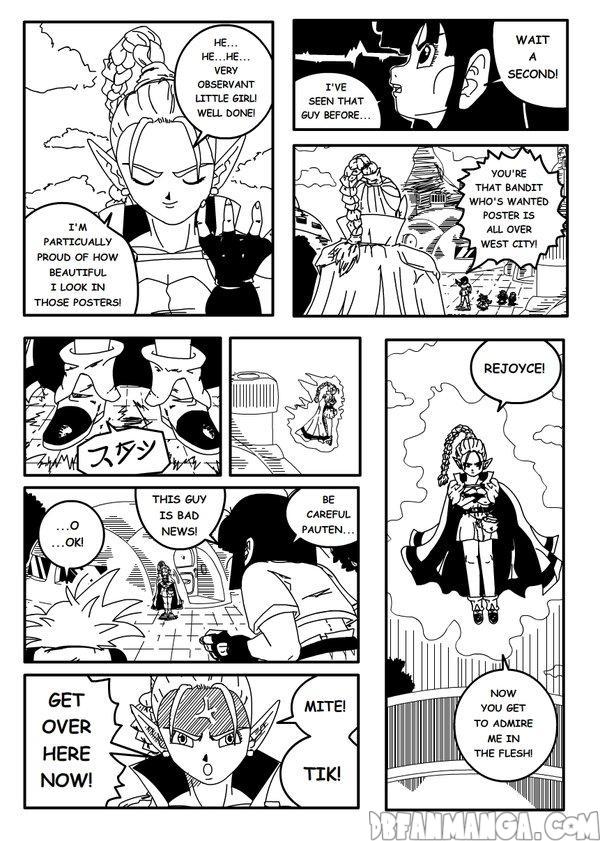 WAIT
A
SECOND!
I'VE
SEEN THAT
GUY BEFORE...
YOU'RE
THAT BANDIT
WHO'S WANTED
POSTER IS
ALL OVER
WEST CITY!
HE...
HE...HE...
VERY
OBSERVANT
LITTLE GIRL!
WELL DONE!
I'M
PARTICUALLY
PROUD OF HOW
BEAUTIFUL
I LOOK IN
THOSE POSTERS!
REJOYCE!
NOW
YOU GET
TO ADMIRE
ME IN
THE FLESH!
スタッ
BE
CAREFUL
PAUTEN...
THIS GUY
IS BAD
NEWS!
...O
...OK!
MITE!
TIK!
GET
OVER
HERE
NOW!
DBFANMANGA.COM